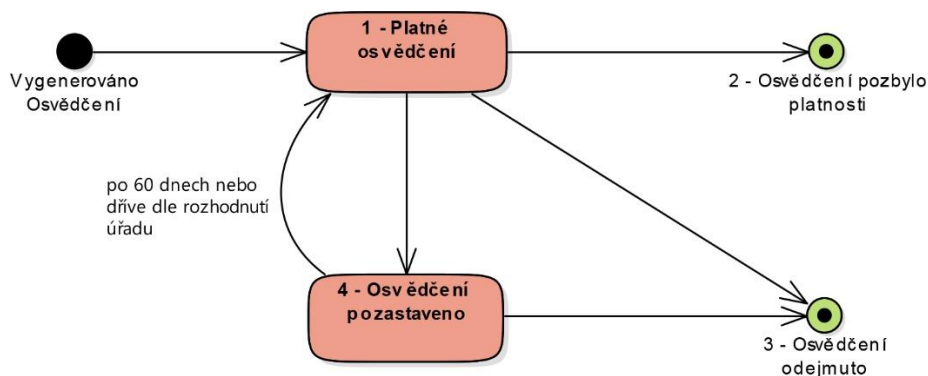 1 - Platné
osvědčení
Vygenerováno
Osvědčení
2 - Osvědčení pozbylo
platnosti
po 60 dnech nebo
dříve dle rozhodnutí
úřadu
4 - Osvědčení
pozastaveno
3 - Osvědčení
odejmuto